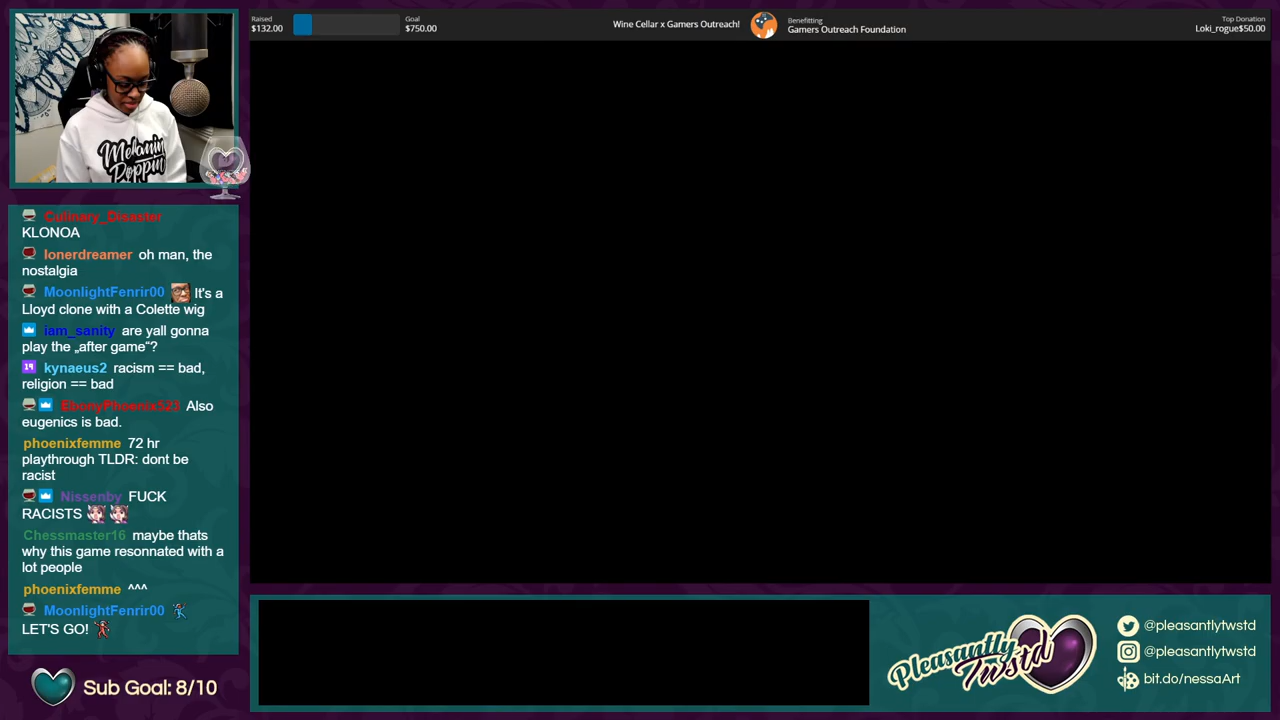 Raised
$132.00
Goal
$750.00
Wine Cellar x Gamers Outreach!
Benefitting
Gamers Outreach Foundation
Top Donation
Loki_rogue$50.00
Melanin
Poppin
Culinary_Disaster
KLONOA
lonerdreamer oh man, the
nostalgia
MoonlightFenrir00 It's a
Lloyd clone with a Colette wig
iam_sanity are yall gonna
play the „after game“?
19 kynaeus2 racism == bad,
religion == bad
EbonyPhoenix523 Also
eugenics is bad.
phoenixfemme 72 hr
playthrough TLDR: dont be
racist
Nissenby FUCK
RACISTS
Chessmaster16 maybe thats
why this game resonnated with a
lot people
phoenixfemme ^^^
MoonlightFenrir00
LET'S GO!
Sub Goal: 8/10
Pleasantly
Twstd
@pleasantlytwstd
@pleasantlytwstd
bit.do/nessaArt